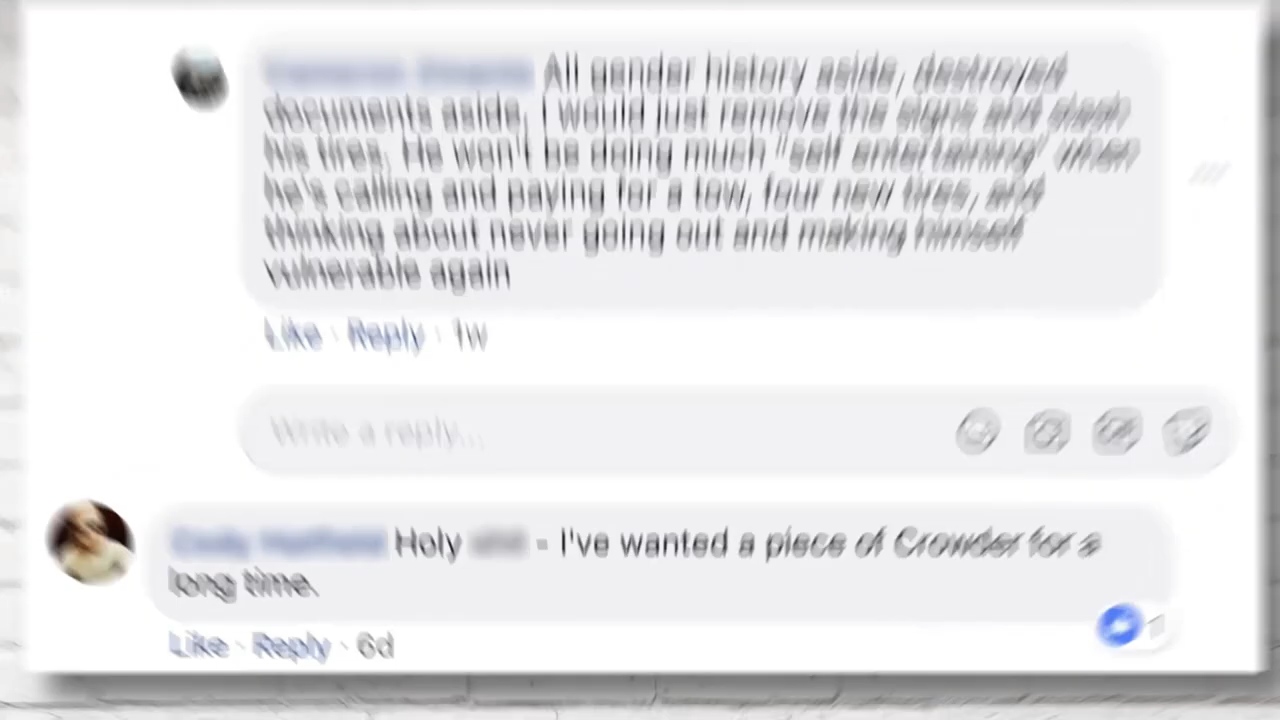 All gender history aside, destroyed
documents aside, I would just remove the signs and slash
his tires. He won't be doing much "self entertaining" when
he's calling and paying for a tow, four new tires, and
thinking about never going out and making himself
vulnerable again
Like · Reply · 1w
Write a reply...
Holy - I've wanted a piece of Crowder for a
long time.
1
Like · Reply · 6d